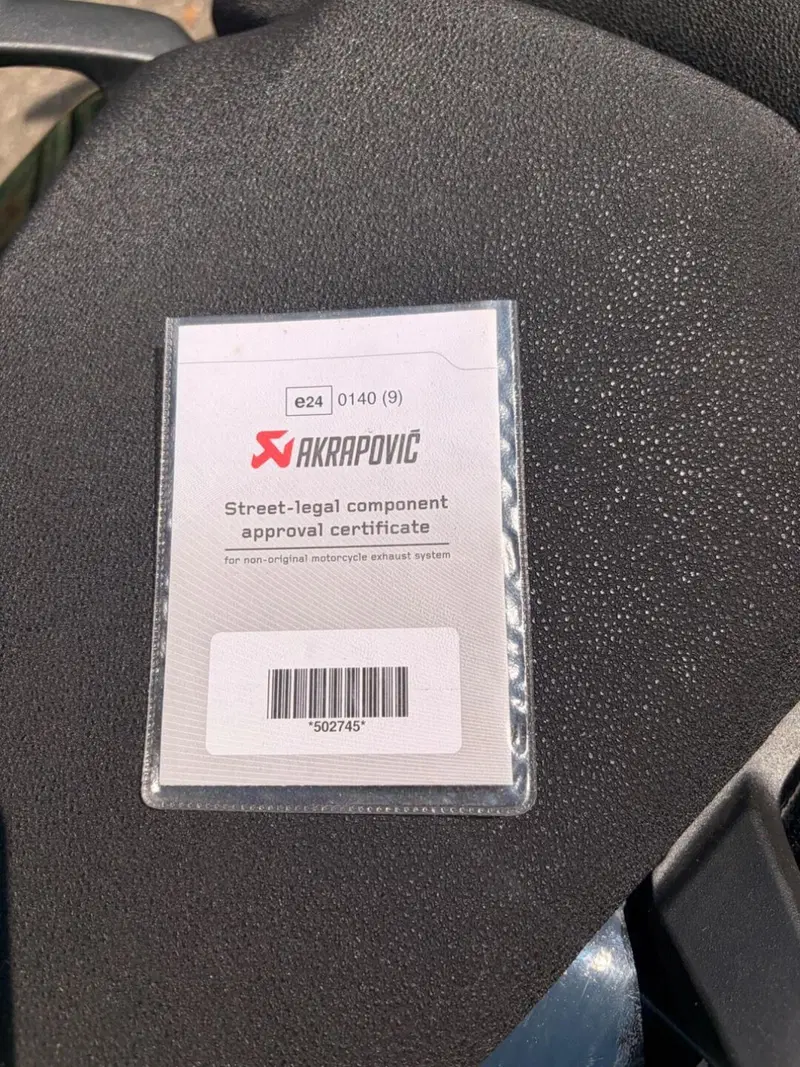 e24 0140 (9)
AKRAPOVIČ
Street-legal component
approval certificate
for non-original motorcycle exhaust system
*502745*